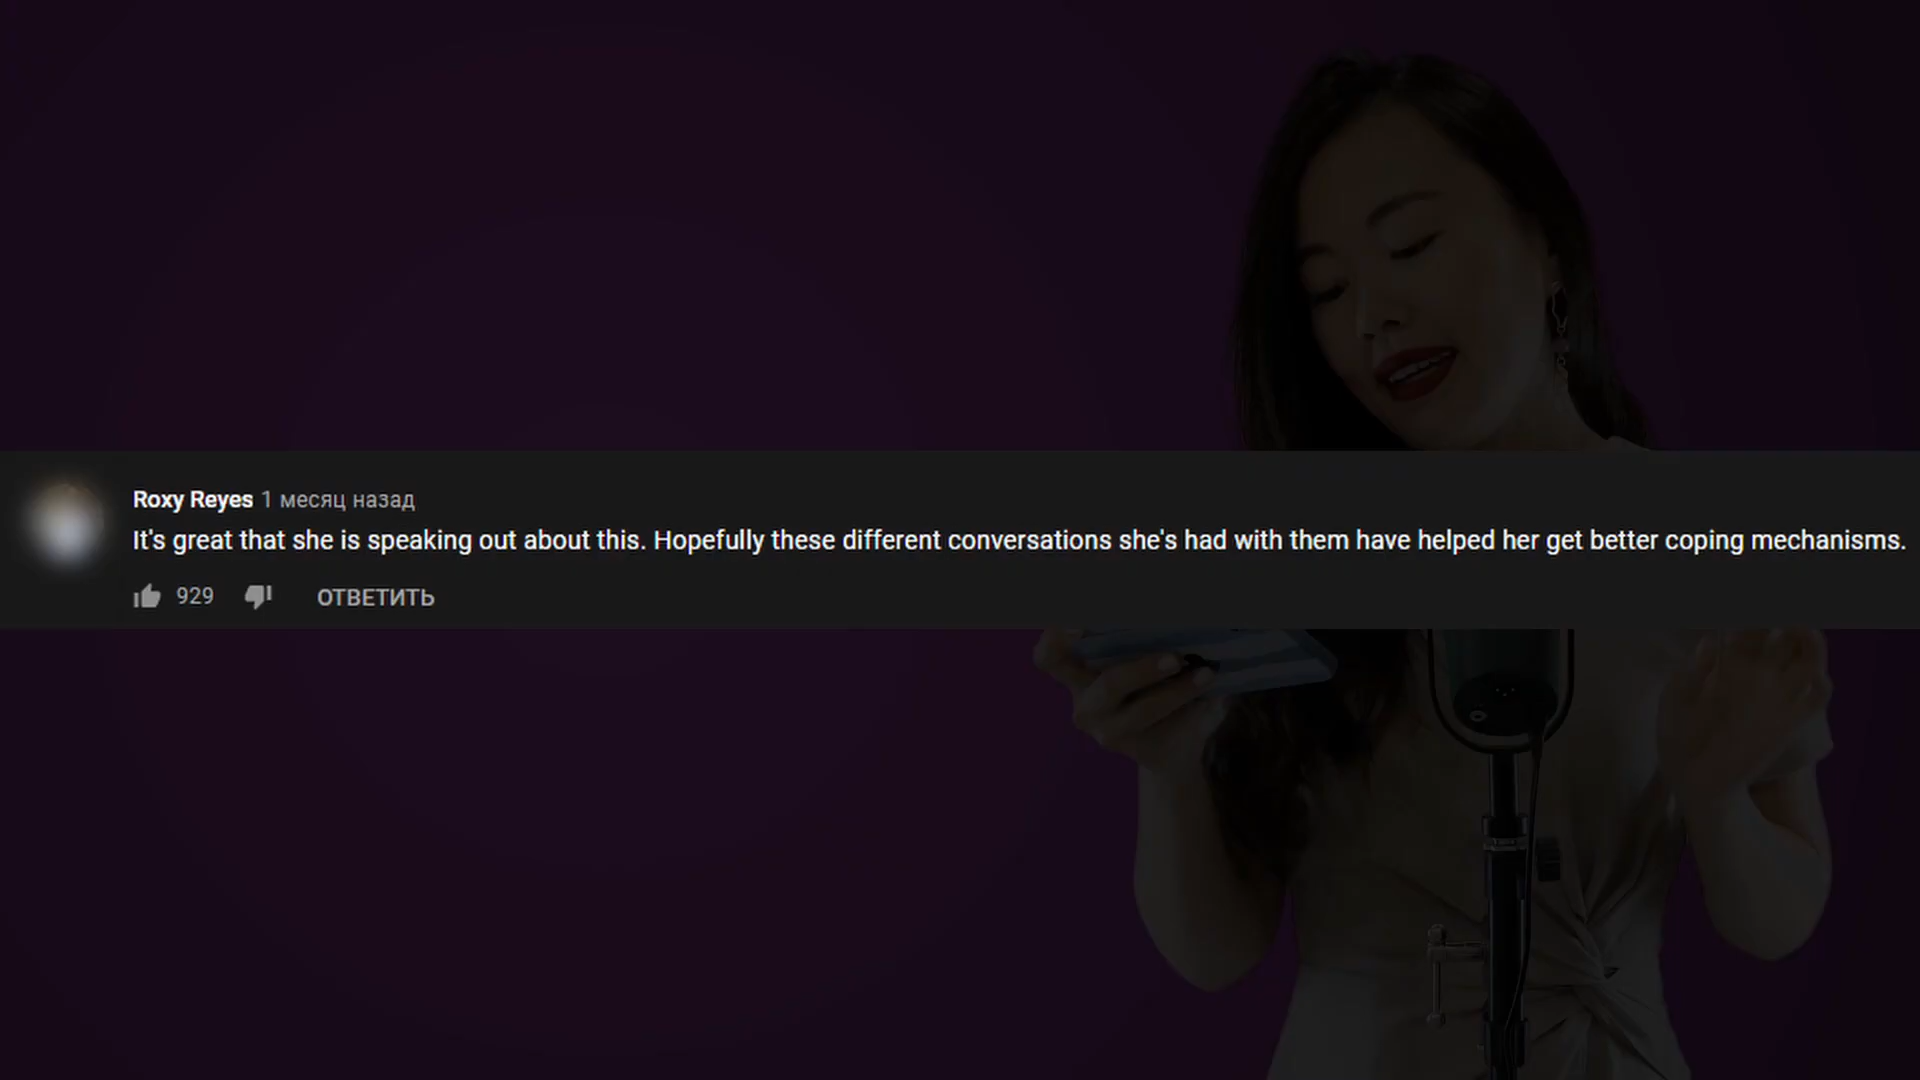 Roxy Reyes 1 месяц назад
It's great that she is speaking out about this. Hopefully these different conversations she's had with them have helped her get better coping mechanisms.
929 ОТВЕТИТЬ